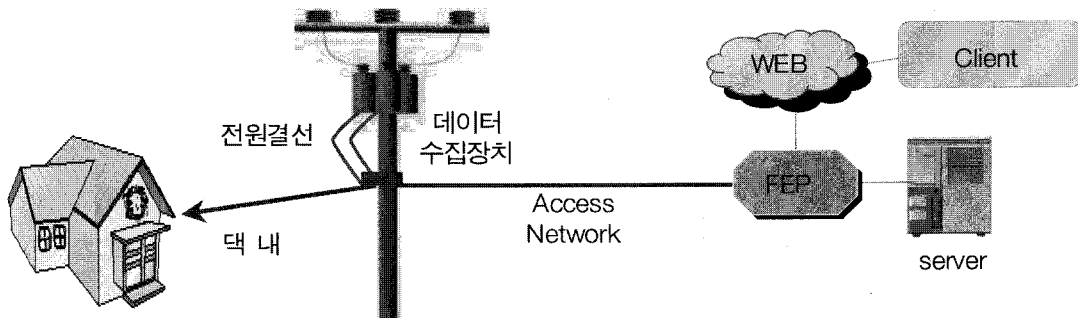 전원결선
데이터
수집장치
댁 내
Access
Network
WEB
Client
FEP
server